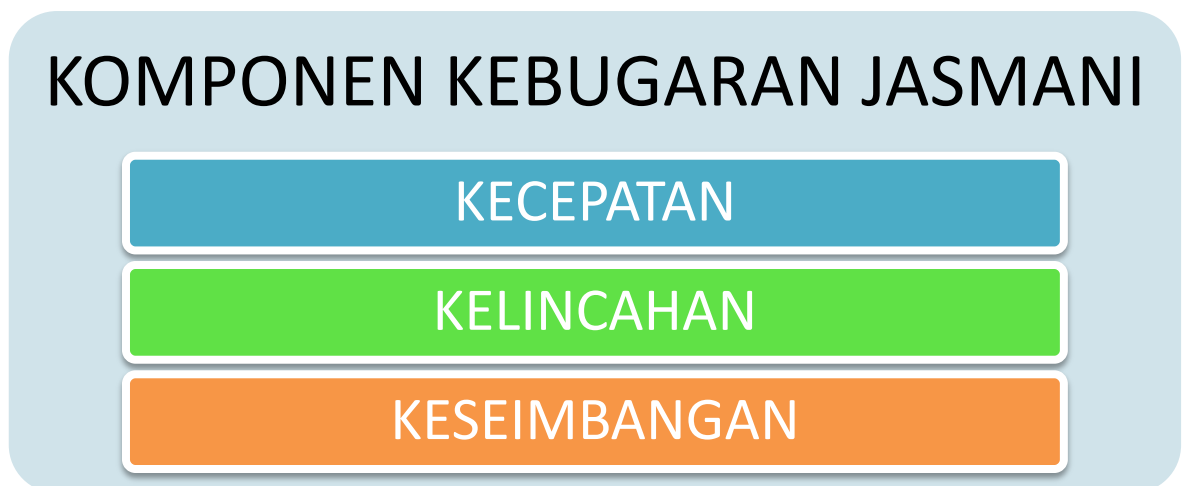 KOMPONEN KEBUGARAN JASMANI
KECEPATAN
KELINCAHAN
KESEIMBANGAN